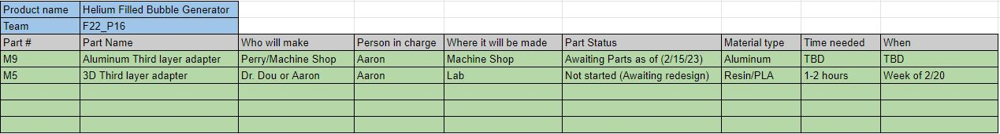 Product name Helium Filled Bubble Generator
Team F22_P16
Part # Part Name Who will make Person in charge Where it will be made Part Status Material type Time needed When
M9 Aluminum Third layer adapter Perry/Machine Shop Aaron Machine Shop Awaiting Parts as of (2/15/23) Aluminum TBD TBD
M5 3D Third layer adapter Dr. Dou or Aaron Aaron Lab Not started (Awaiting redesign) Resin/PLA 1-2 hours Week of 2/20